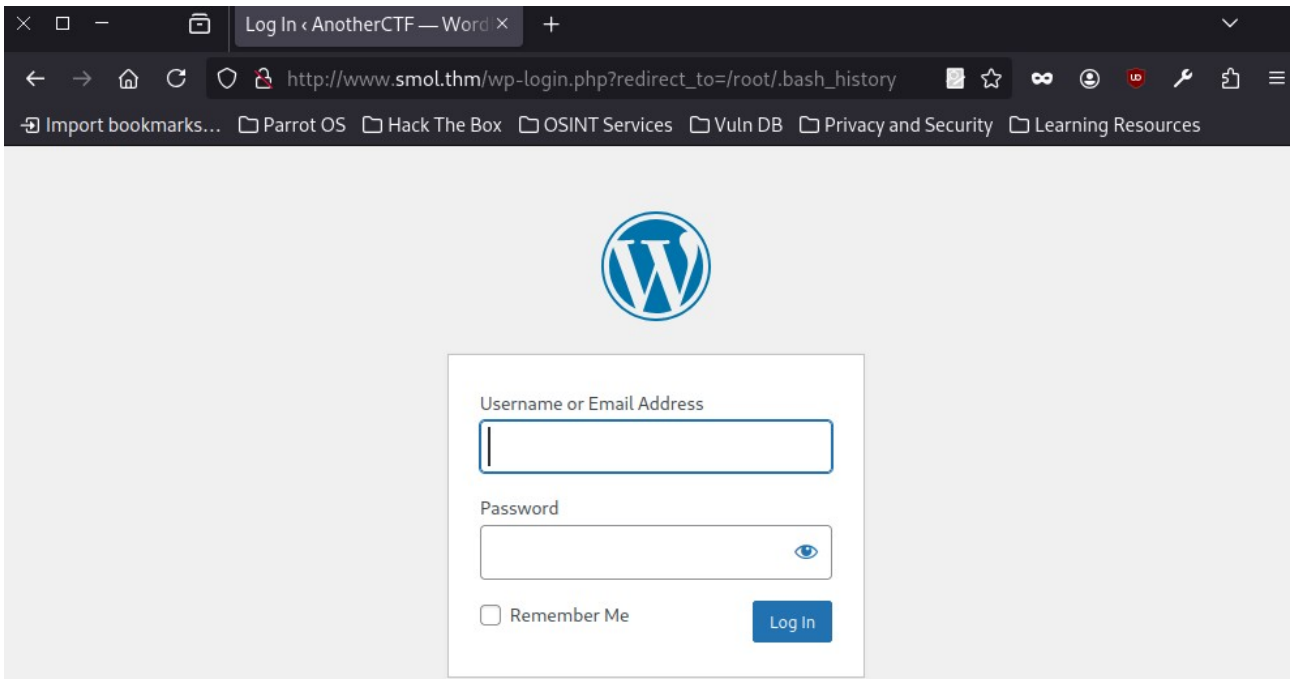 Log In ‹ AnotherCTF — Word
http://www.smol.thm/wp-login.php?redirect_to=/root/.bash_history
Import bookmarks... Parrot OS Hack The Box OSINT Services Vuln DB Privacy and Security Learning Resources
Username or Email Address
Password
Remember Me
Log In